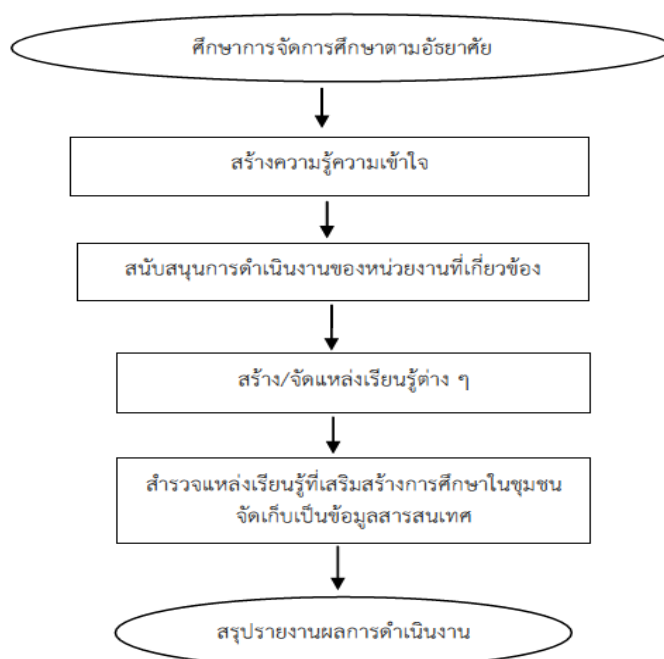 ศึกษาการจัดการศึกษาตามอัธยาศัย
สร้างความรู้ความเข้าใจ
สนับสนุนการดำเนินงานของหน่วยงานที่เกี่ยวข้อง
สร้าง/จัดแหล่งเรียนรู้ต่าง ๆ
สำรวจแหล่งเรียนรู้ที่เสริมสร้างการศึกษาในชุมชน
จัดเก็บเป็นข้อมูลสารสนเทศ
สรุปรายงานผลการดำเนินงาน